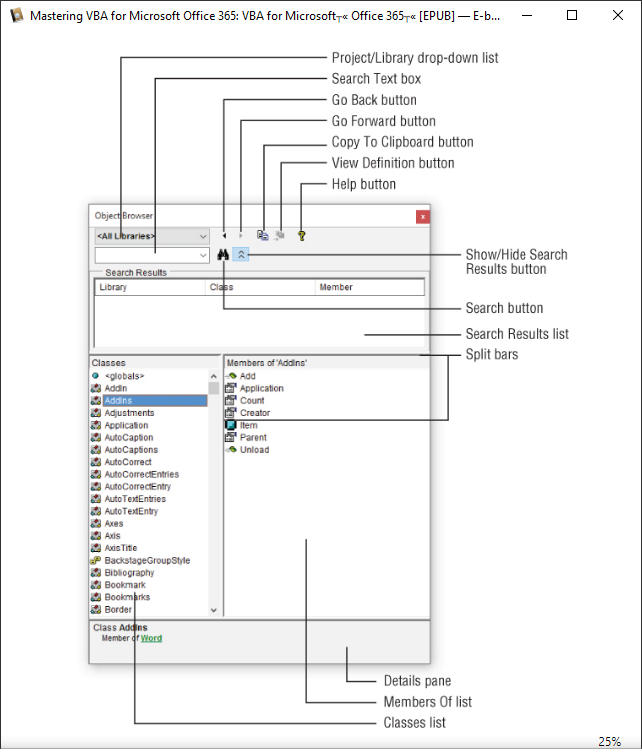 Mastering VBA for Microsoft Office 365: VBA for Microsoft┬« Office 365┬« [EPUB] — E-b...
Project/Library drop-down list
Search Text box
Go Back button
Go Forward button
Copy To Clipboard button
View Definition button
Help button
Object Browser
<All Libraries>
Show/Hide Search
Results button
Search Results
Library Class Member
Search button
Search Results list
Split bars
Classes
<globals>
AddIn
AddIns
Adjustments
Application
AutoCaption
AutoCaptions
AutoCorrect
AutoCorrectEntries
AutoCorrectEntry
AutoTextEntries
AutoTextEntry
Axes
Axis
AxisTitle
BackstageGroupStyle
Bibliography
Bookmark
Bookmarks
Border
Members of 'AddIns'
Add
Application
Count
Creator
Item
Parent
Unload
Class AddIns
Member of Word
Details pane
Members Of list
Classes list
25%